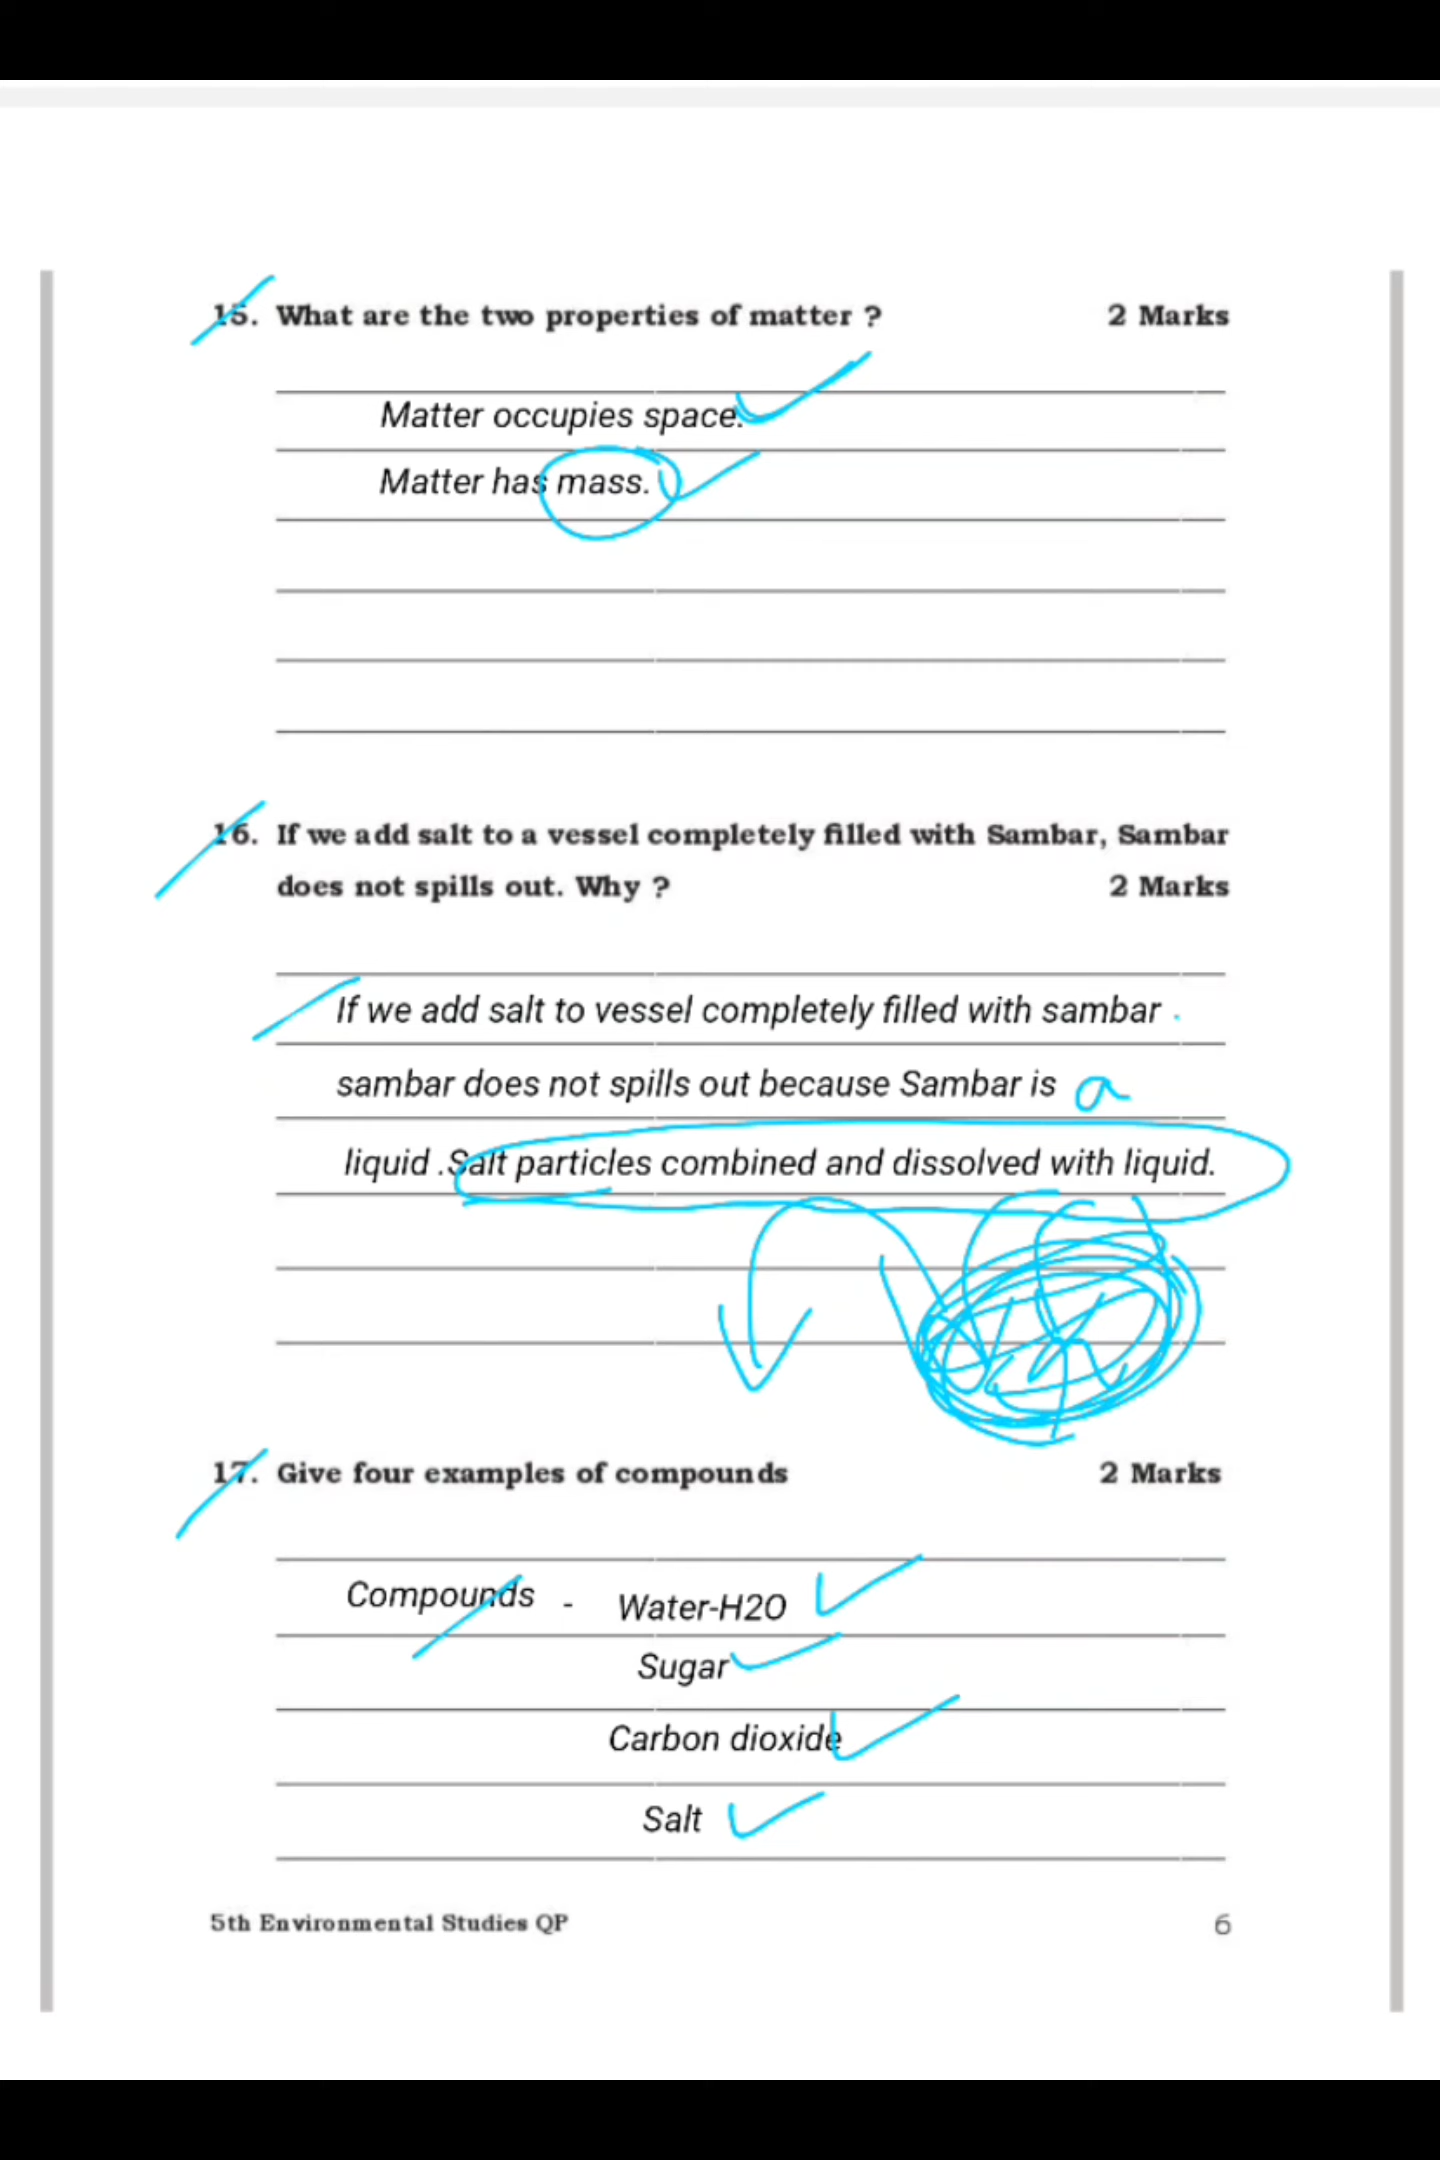 15. What are the two properties of matter ? 2 Marks
Matter occupies space.
Matter has mass.
16. If we add salt to a vessel completely filled with Sambar, Sambar
does not spills out. Why ? 2 Marks
If we add salt to vessel completely filled with sambar .
sambar does not spills out because Sambar is a
liquid .Salt particles combined and dissolved with liquid.
17. Give four examples of compounds 2 Marks
Compounds - Water-H2O
Sugar
Carbon dioxide
Salt
5th Environmental Studies QP 6